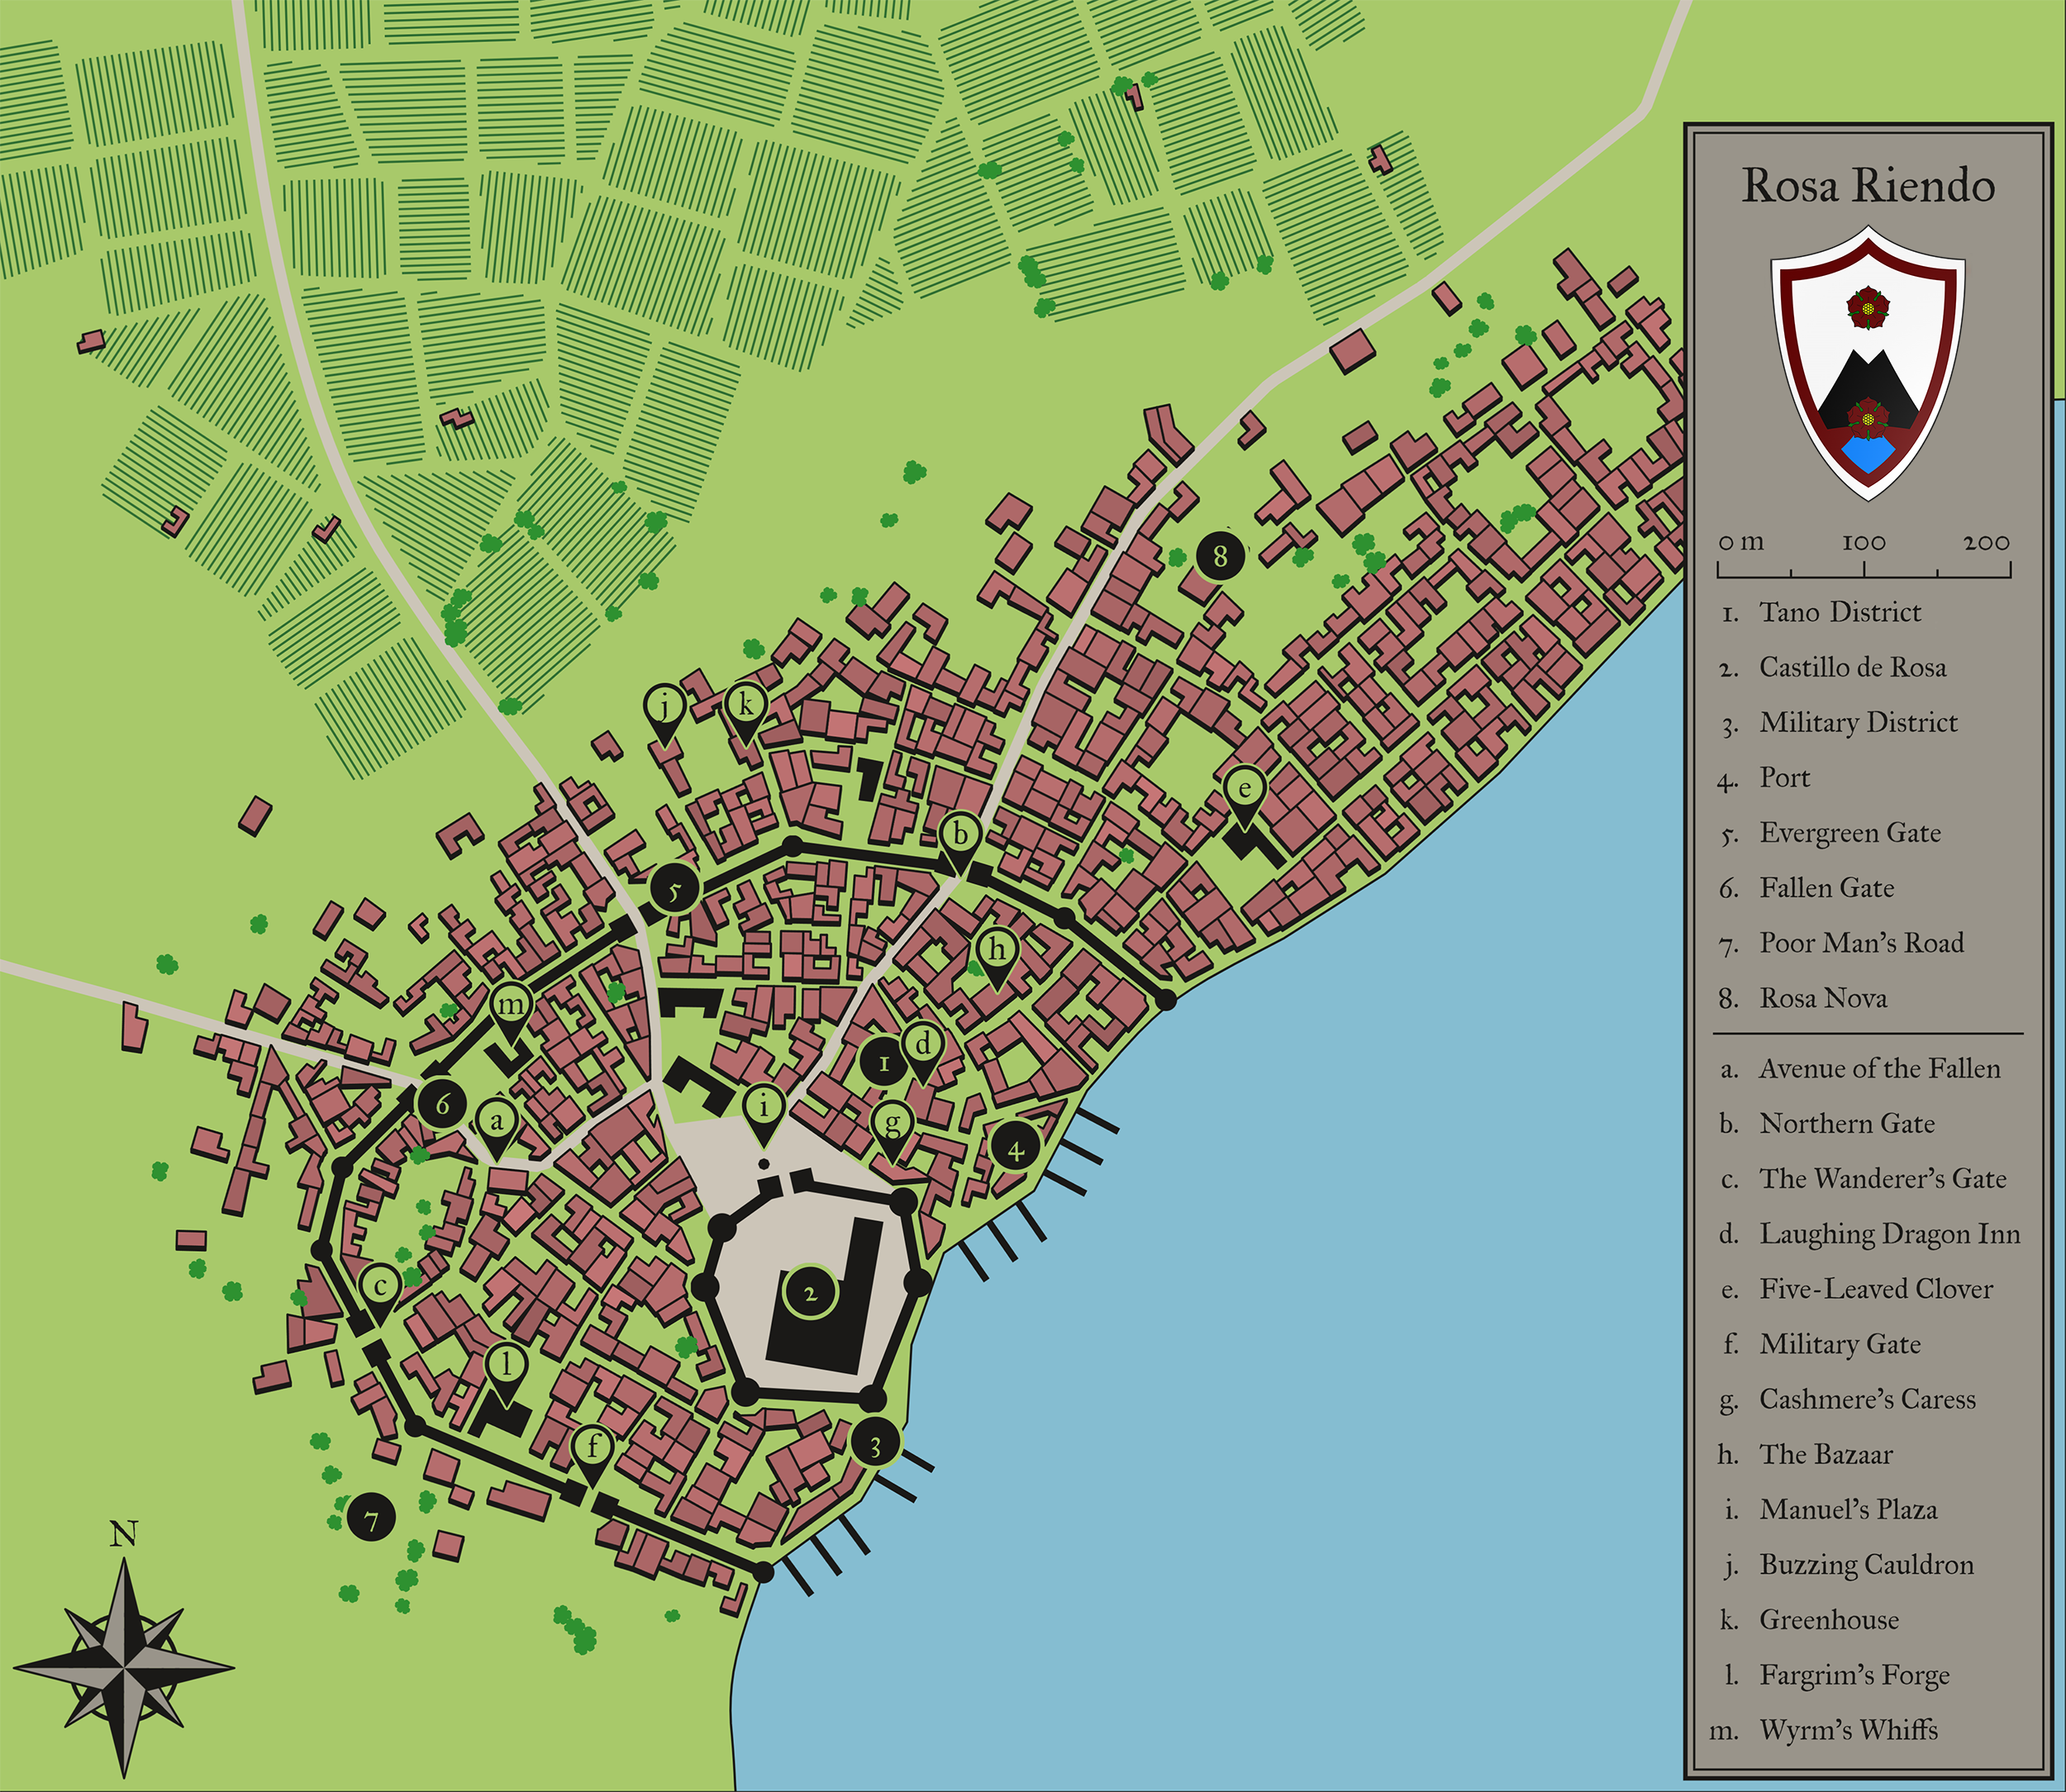 Rosa Riendo
0 m 100 200
1. Tano District
2. Castillo de Rosa
3. Military District
4. Port
5. Evergreen Gate
6. Fallen Gate
7. Poor Man's Road
8. Rosa Nova
a. Avenue of the Fallen
b. Northern Gate
c. The Wanderer's Gate
d. Laughing Dragon Inn
e. Five-Leaved Clover
f. Military Gate
g. Cashmere's Caress
h. The Bazaar
i. Manuel's Plaza
j. Buzzing Cauldron
k. Greenhouse
l. Fargrim's Forge
m. Wyrm's Whiffs
8
j
k
e
b
5
h
m
d
1
6
a
i
g
4
c
2
l
f
3
7
N